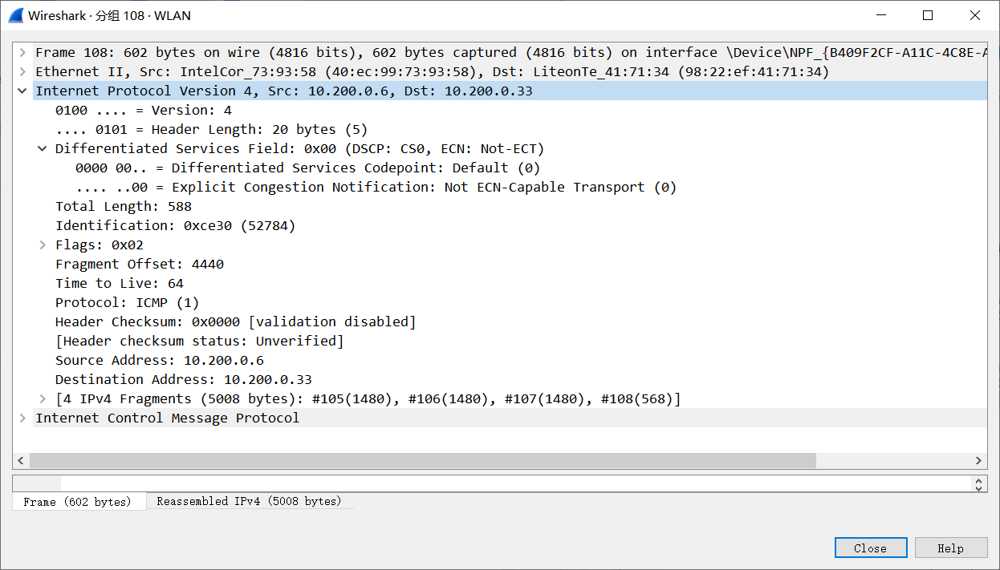 Wireshark · 分组 108 · WLAN
Frame 108: 602 bytes on wire (4816 bits), 602 bytes captured (4816 bits) on interface \Device\NPF_{B409F2CF-A11C-4C8E-A
Ethernet II, Src: IntelCor_73:93:58 (40:ec:99:73:93:58), Dst: LiteonTe_41:71:34 (98:22:ef:41:71:34)
Internet Protocol Version 4, Src: 10.200.0.6, Dst: 10.200.0.33
0100 .... = Version: 4
.... 0101 = Header Length: 20 bytes (5)
Differentiated Services Field: 0x00 (DSCP: CS0, ECN: Not-ECT)
0000 00.. = Differentiated Services Codepoint: Default (0)
.... ..00 = Explicit Congestion Notification: Not ECN-Capable Transport (0)
Total Length: 588
Identification: 0xce30 (52784)
Flags: 0x02
Fragment Offset: 4440
Time to Live: 64
Protocol: ICMP (1)
Header Checksum: 0x0000 [validation disabled]
[Header checksum status: Unverified]
Source Address: 10.200.0.6
Destination Address: 10.200.0.33
[4 IPv4 Fragments (5008 bytes): #105(1480), #106(1480), #107(1480), #108(568)]
Internet Control Message Protocol
Frame (602 bytes) Reassembled IPv4 (5008 bytes)
Close Help